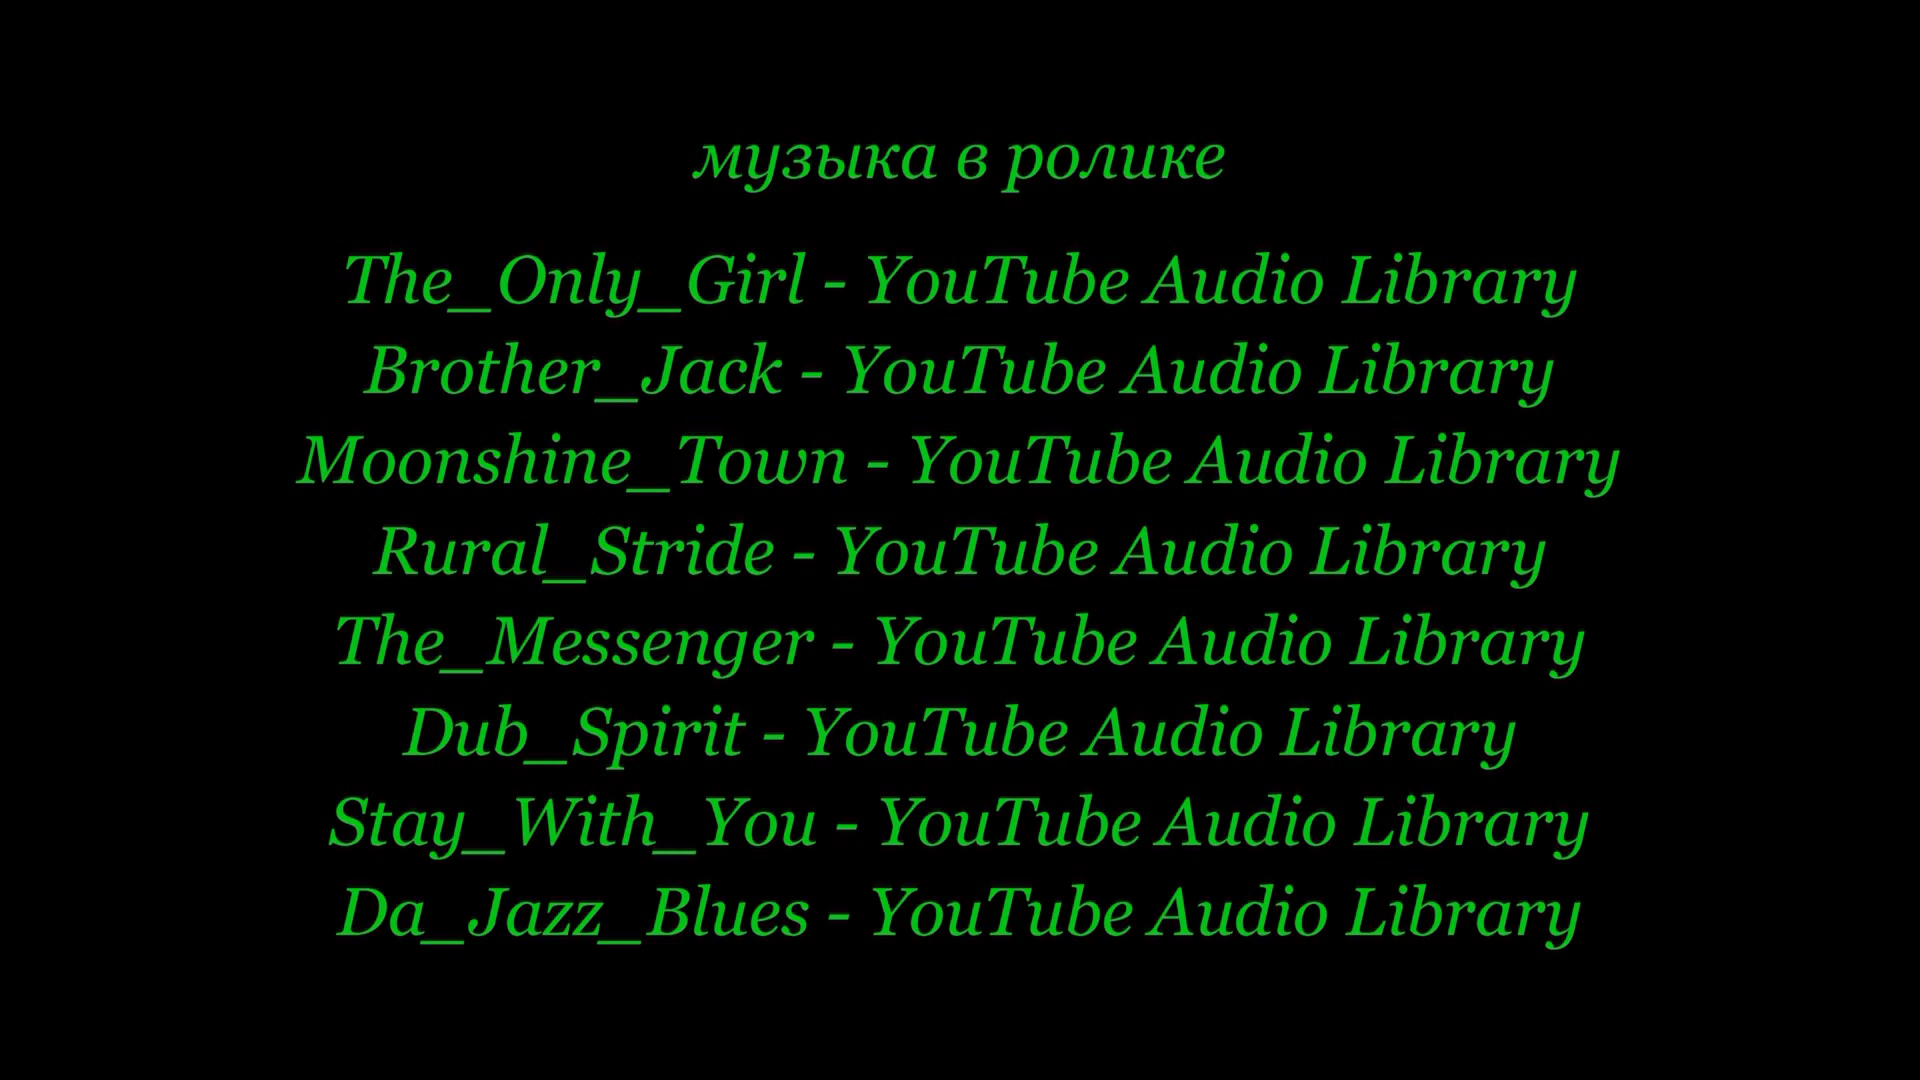 музыка в ролике
The_Only_Girl - YouTube Audio Library
Brother_Jack - YouTube Audio Library
Moonshine_Town - YouTube Audio Library
Rural_Stride - YouTube Audio Library
The_Messenger - YouTube Audio Library
Dub_Spirit - YouTube Audio Library
Stay_With_You - YouTube Audio Library
Da_Jazz_Blues - YouTube Audio Library